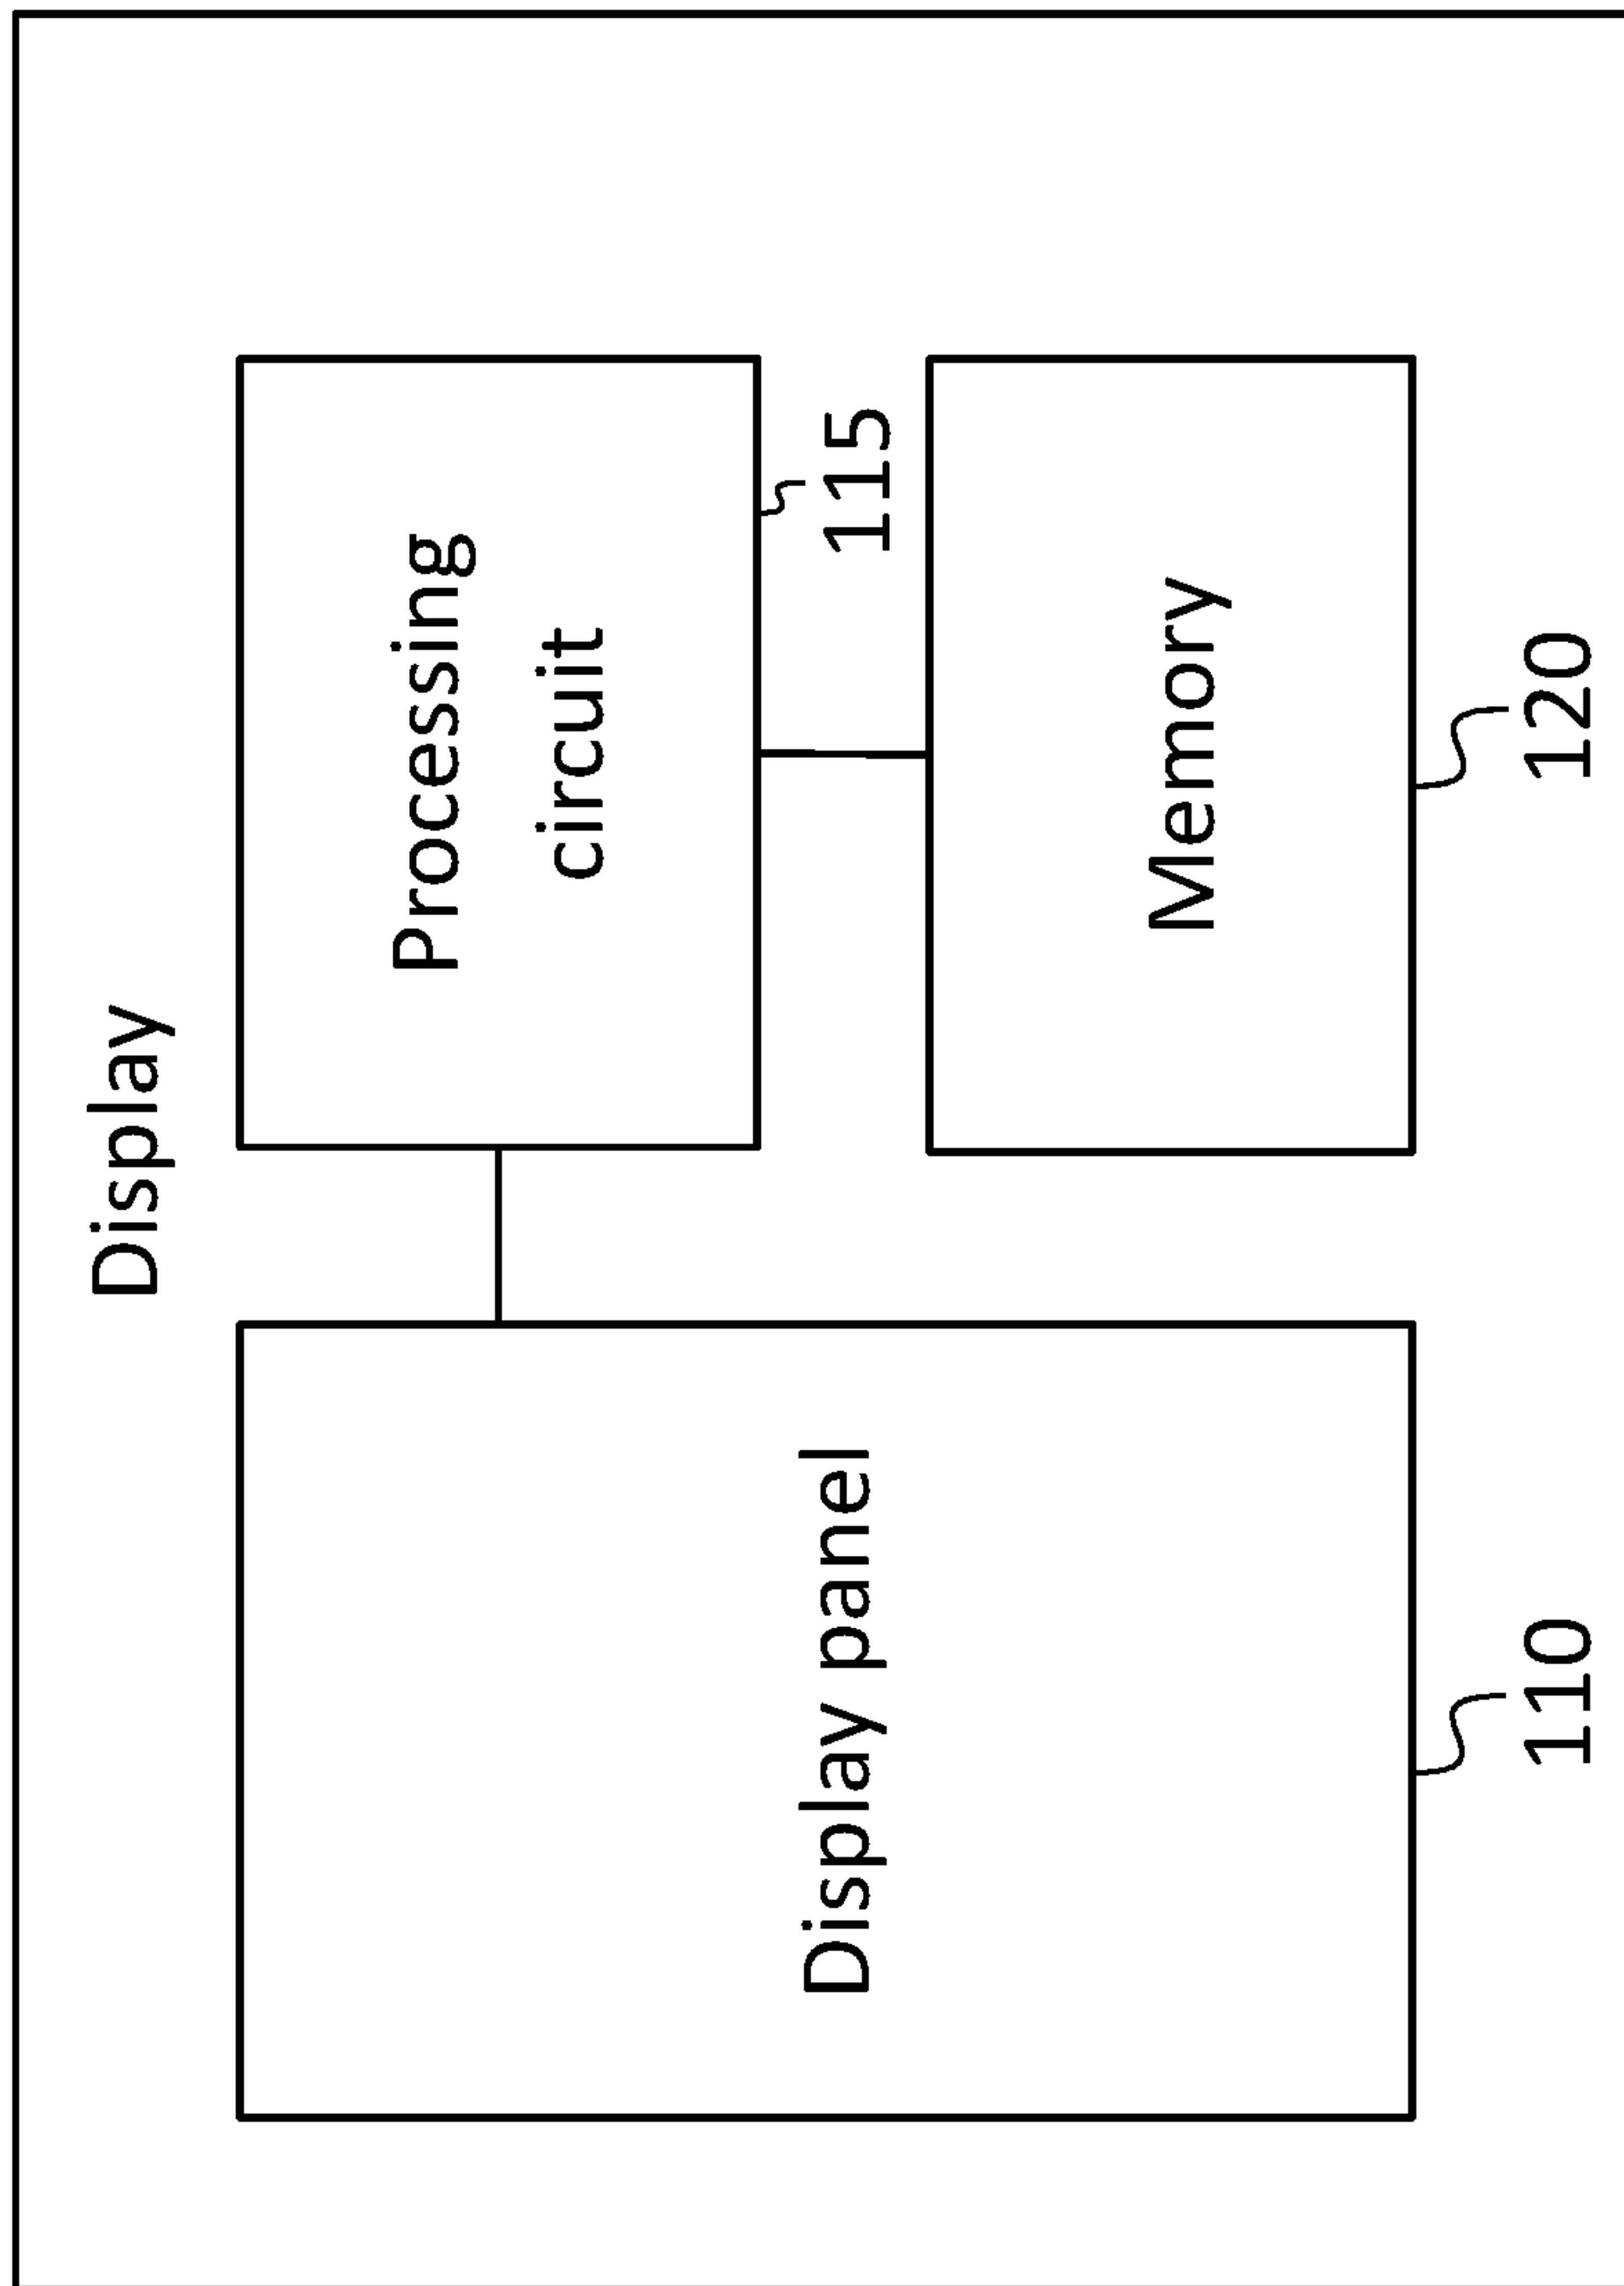 Display
Display panel
110
Processing
circuit
115
Memory
120